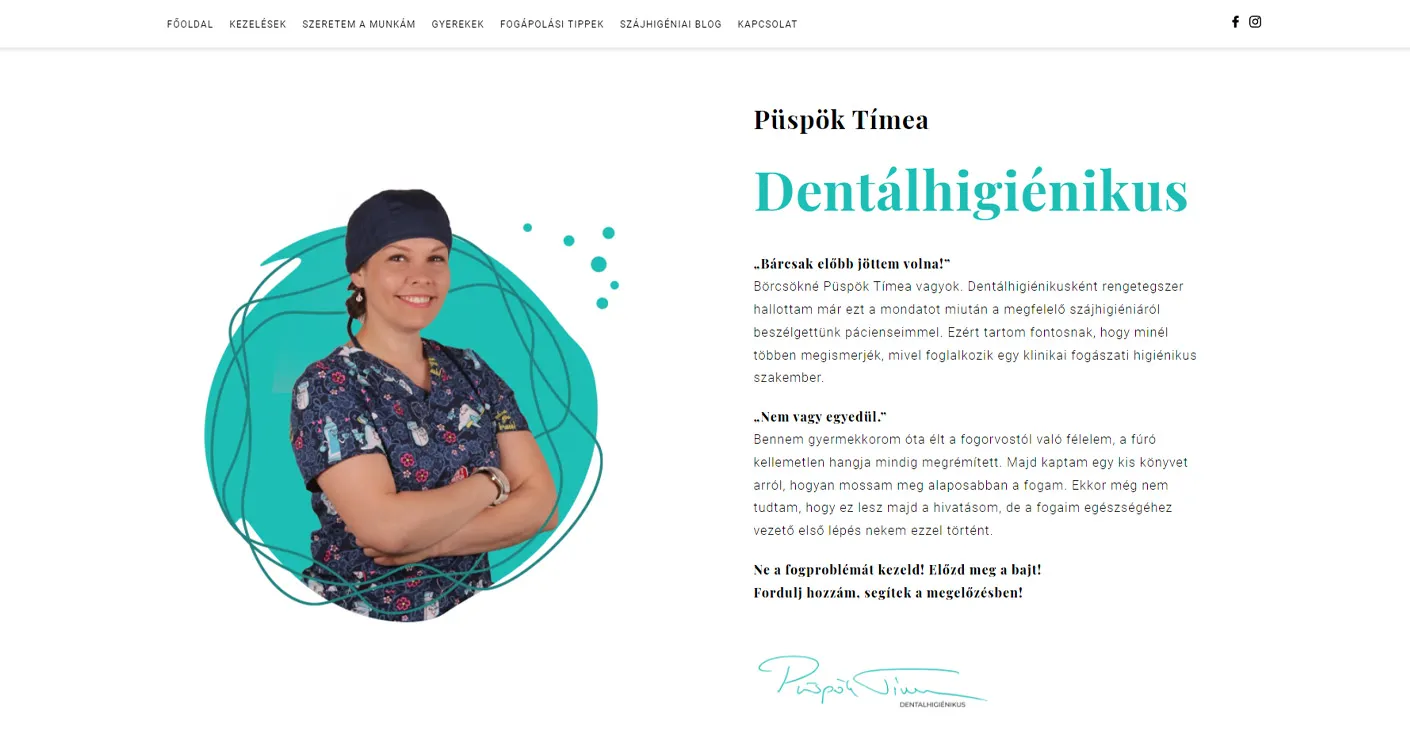 FŐOLDAL KEZELÉSEK SZERETEM A MUNKÁM GYEREKEK FOGÁPOLÁSI TIPPEK SZÁJHIGÉNIAI BLOG KAPCSOLAT
Püspök Tímea
Dentálhigiénikus
„Bárcsak előbb jöttem volna!”
Börcsökné Püspök Tímea vagyok. Dentálhigiénikusként rengetegszer
hallottam már ezt a mondatot miután a megfelelő szájhigiéniáról
beszélgettünk pácienseimmel. Ezért tartom fontosnak, hogy minél
többen megismerjék, mivel foglalkozik egy klinikai fogászati higiénikus
szakember.
„Nem vagy egyedül.”
Bennem gyermekkorom óta élt a fogorvostól való félelem, a fúró
kellemetlen hangja mindig megrémített. Majd kaptam egy kis könyvet
arról, hogyan mossam meg alaposabban a fogam. Ekkor még nem
tudtam, hogy ez lesz majd a hivatásom, de a fogaim egészségéhez
vezető első lépés nekem ezzel történt.
Ne a fogproblémát kezeld! Előzd meg a bajt!
Fordulj hozzám, segítek a megelőzésben!
Püspök Tímea
DENTALHIGIÉNIKUS